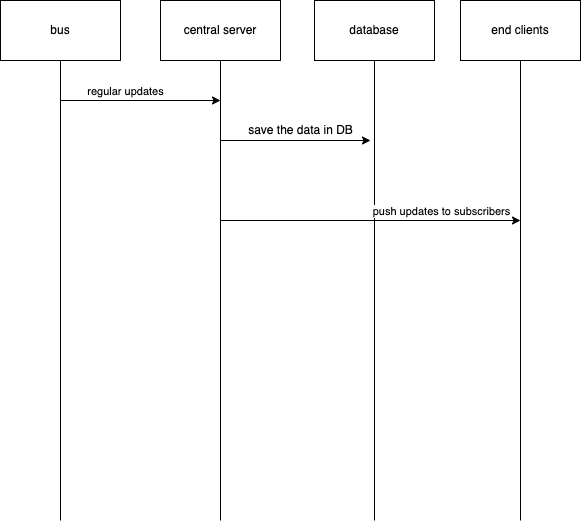 bus
central server
database
end clients
regular updates
save the data in DB
push updates to subscribers